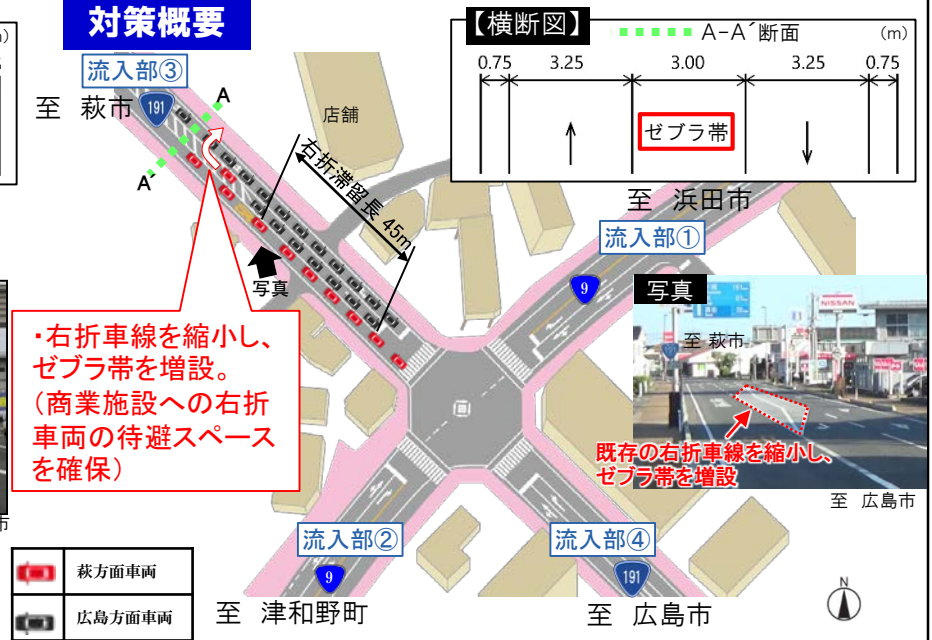 対策概要
m)
流入部③
至 萩市
191
A
A´
店舗
右折滞留長 45m
写真
【横断図】
A-A´断面
(m)
0.75 3.25 3.00 3.25 0.75
ゼブラ帯
至 浜田市
流入部①
9
・右折車線を縮小し、
ゼブラ帯を増設。
(商業施設への右折
車両の待避スペース
を確保)
写真
NISSAN
至 萩市
既存の右折車線を縮小し、
ゼブラ帯を増設
至 広島市
市
流入部②
9
至 津和野町
流入部④
191
至 広島市
萩方面車両
広島方面車両
N